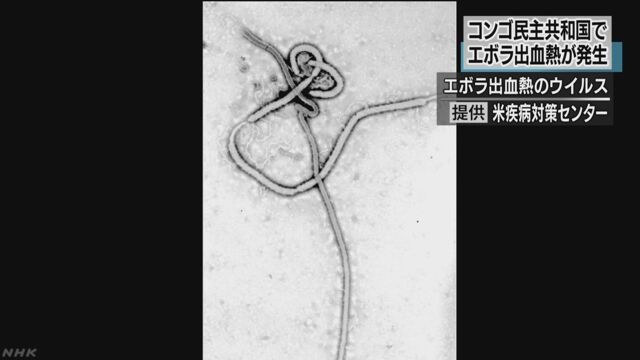 コンゴ民主共和国で
エボラ出血熱が発生
エボラ出血熱のウイルス
提供 米疾病対策センター
NHK